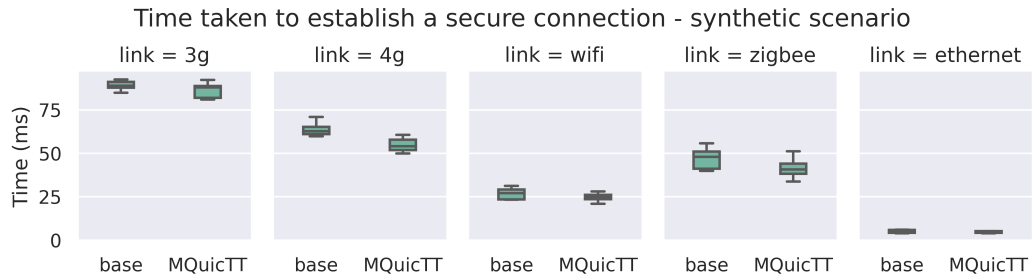 Time taken to establish a secure connection - synthetic scenario
link = 3g
link = 4g
link = wifi
link = zigbee
link = ethernet
Time (ms)
75
50
25
0
base
MQuicTT
base
MQuicTT
base
MQuicTT
base
MQuicTT
base
MQuicTT